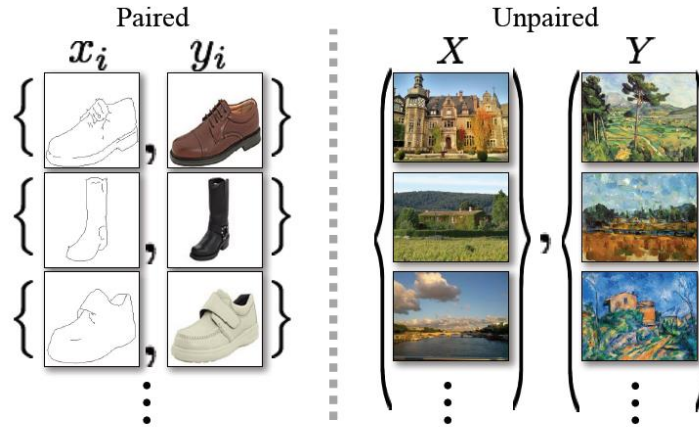 Paired
Unpaired
x_i
y_i
X
Y
{ , }
{ , }
{ , }
( , )